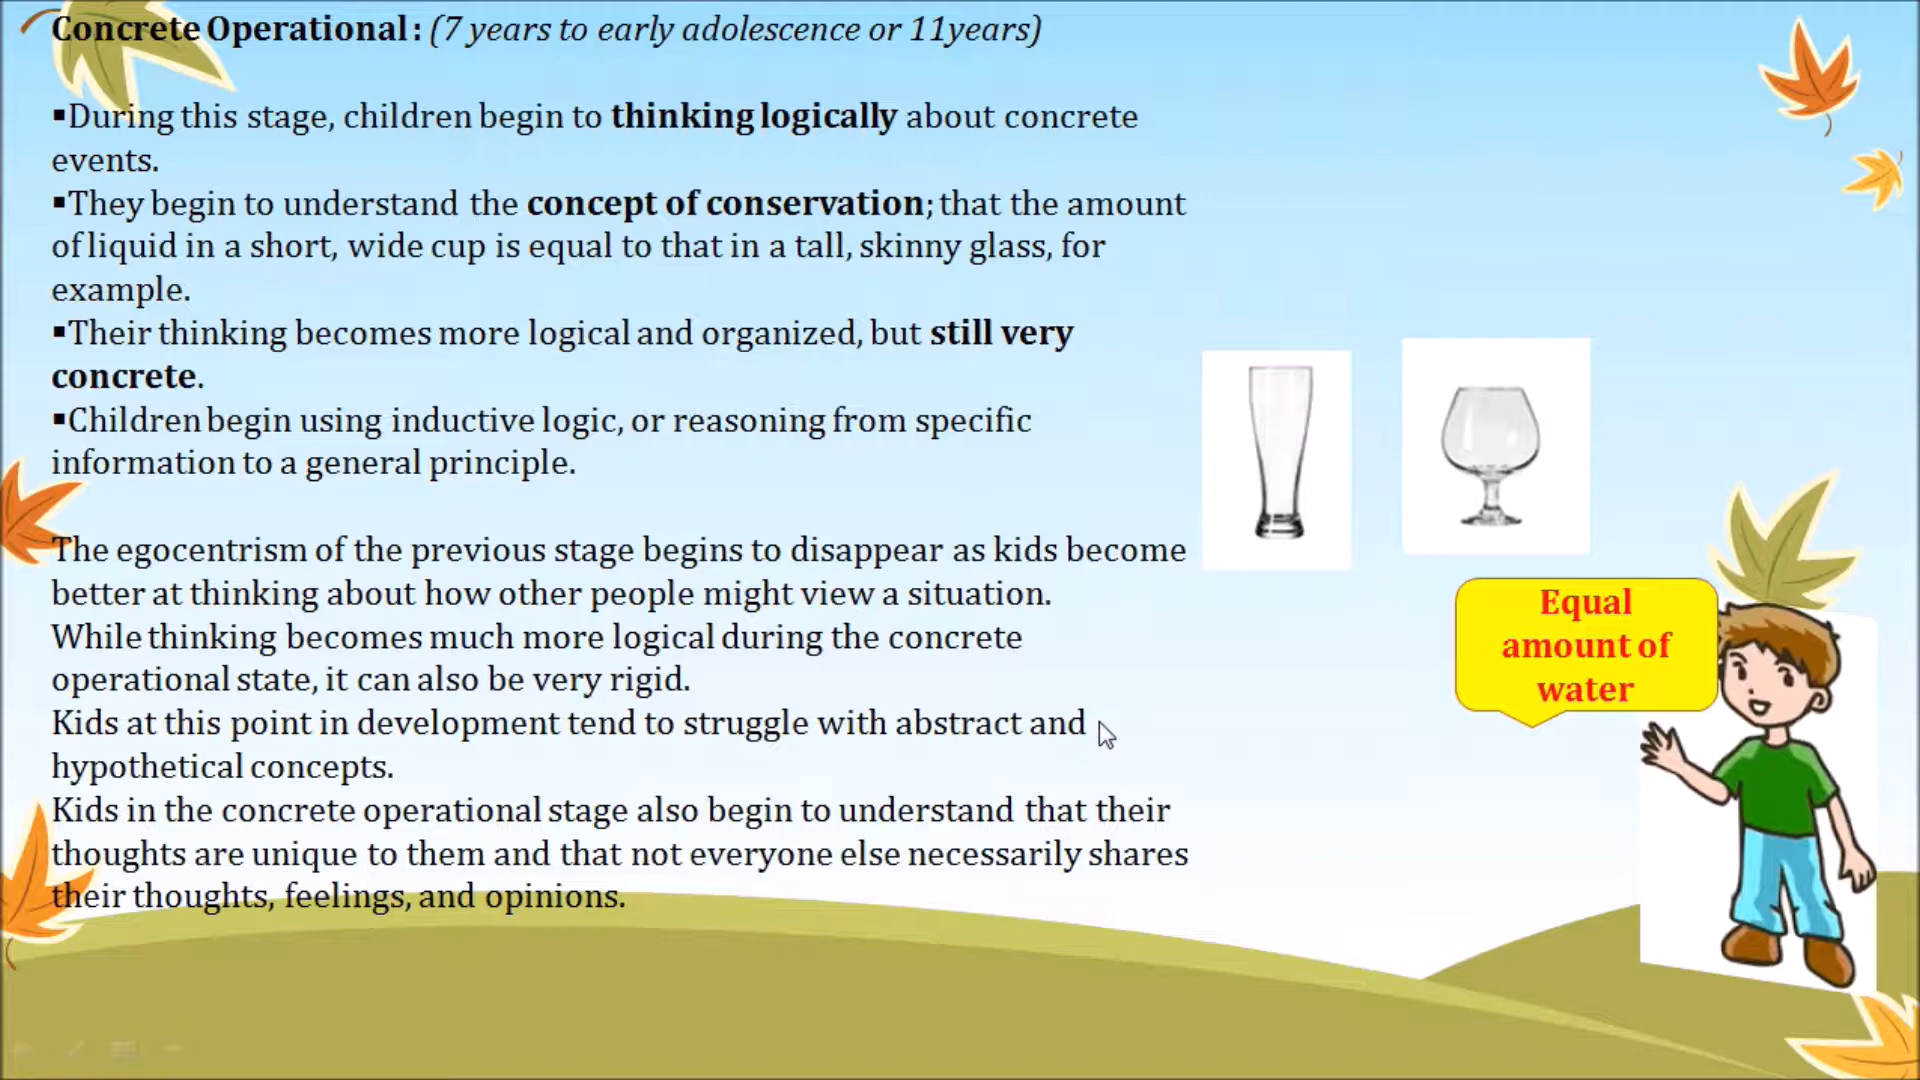 Concrete Operational : (7 years to early adolescence or 11years)
▪During this stage, children begin to thinking logically about concrete
events.
▪They begin to understand the concept of conservation; that the amount
of liquid in a short, wide cup is equal to that in a tall, skinny glass, for
example.
▪Their thinking becomes more logical and organized, but still very
concrete.
▪Children begin using inductive logic, or reasoning from specific
information to a general principle.
The egocentrism of the previous stage begins to disappear as kids become
better at thinking about how other people might view a situation.
While thinking becomes much more logical during the concrete
operational state, it can also be very rigid.
Kids at this point in development tend to struggle with abstract and
hypothetical concepts.
Kids in the concrete operational stage also begin to understand that their
thoughts are unique to them and that not everyone else necessarily shares
their thoughts, feelings, and opinions.
Equal
amount of
water